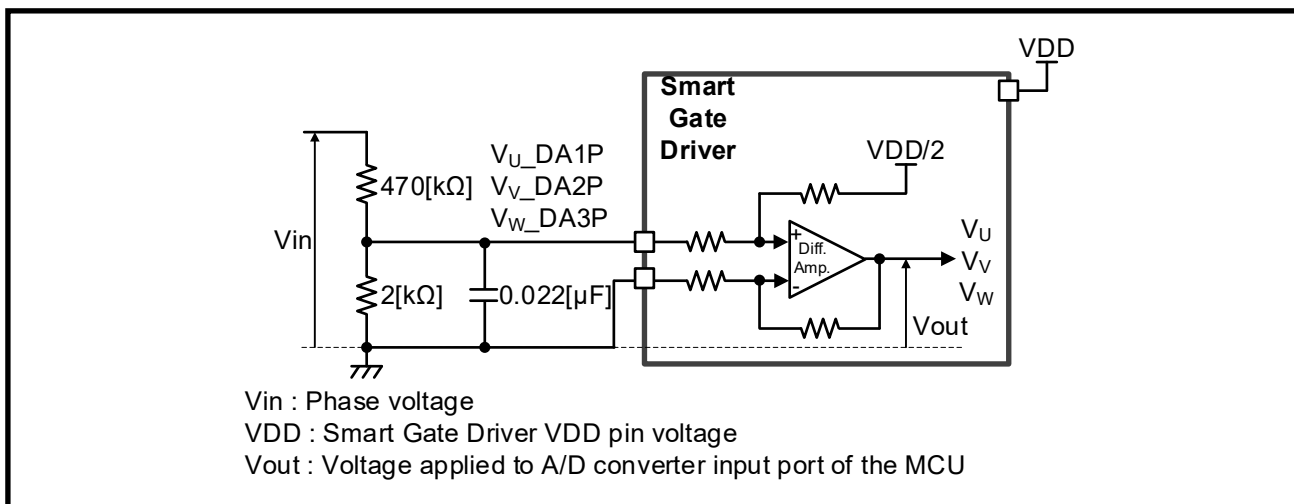 VDD
Smart
Gate
Driver
VDD/2
470[kΩ]
V_U_DA1P
V_V_DA2P
V_W_DA3P
Vin
+
Diff.
Amp.
-
V_U
V_V
V_W
2[kΩ]
0.022[µF]
Vout
Vin : Phase voltage
VDD : Smart Gate Driver VDD pin voltage
Vout : Voltage applied to A/D converter input port of the MCU